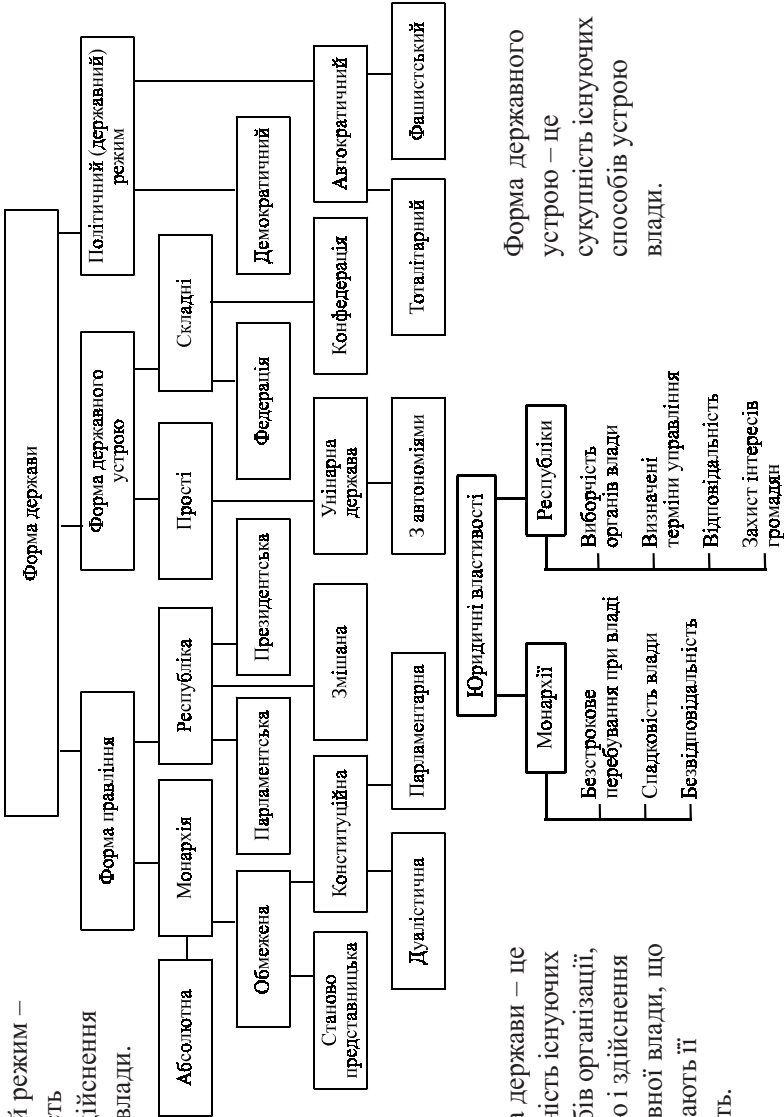 й режим –
ть
ійснення
влади.
Форма держави
Форма правління
Форма державного
устрою
Політичний (державний)
режим
Абсолютна
Монархія
Республіка
Прості
Складні
Обмежена
Парламентська
Президентська
Федерація
Демократичний
Станово
представницька
Конституційна
Змішана
Унінарна
держава
Конфедерація
Автократичний
Дуалістична
Парламентарна
З автономіями
Тоталітарний
Фашистський
а держави – це
ність існуючих
бів організації,
ю і здійснення
вної влади, що
ають її
ть.
Юридичні властивості
Монархії
Безстрокове
перебування при владі
Спадковість влади
Безвідповідальність
Республіки
Виборчість
органів влади
Визначені
терміни управління
Відповідальність
Захист інтересів
громадян
Форма державного
устрою – це
сукупність існуючих
способів устрою
влади.